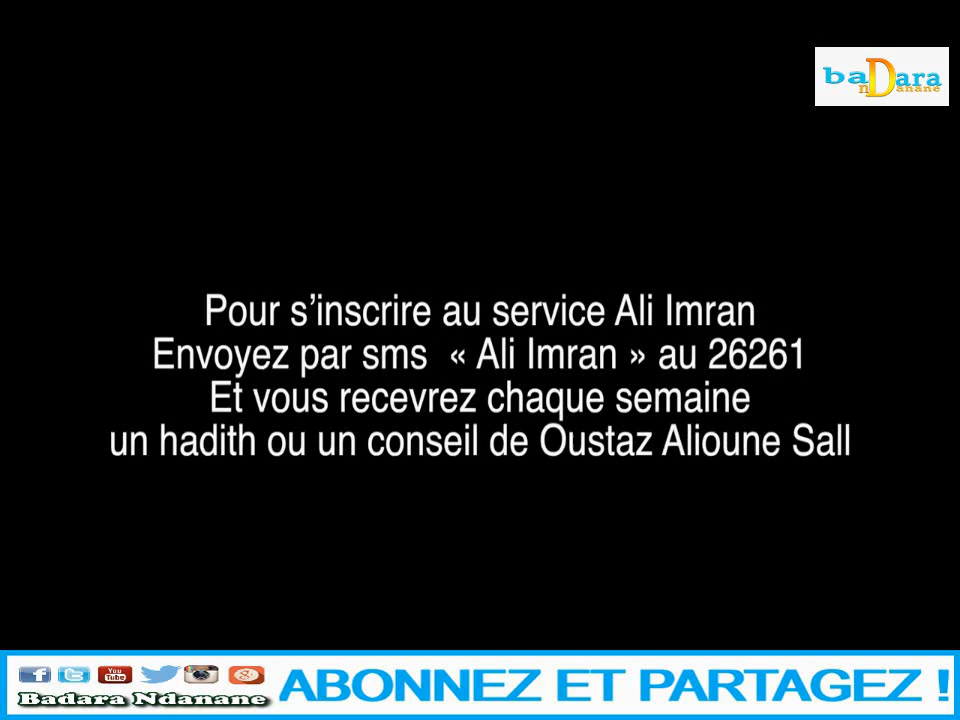 baDara
nDanane
Pour s’inscrire au service Ali Imran
Envoyez par sms « Ali Imran » au 26261
Et vous recevrez chaque semaine
un hadith ou un conseil de Oustaz Alioune Sall
You Tube
Badara Ndanane
ABONNEZ ET PARTAGEZ !